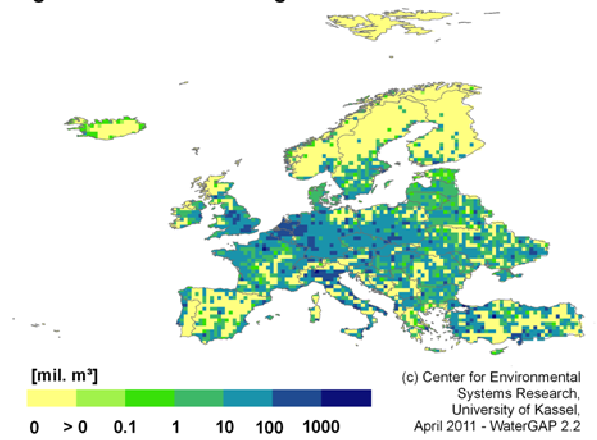 [mil. m³]
0 > 0 0.1 1 10 100 1000
(c) Center for Environmental
Systems Research,
University of Kassel,
April 2011 - WaterGAP 2.2